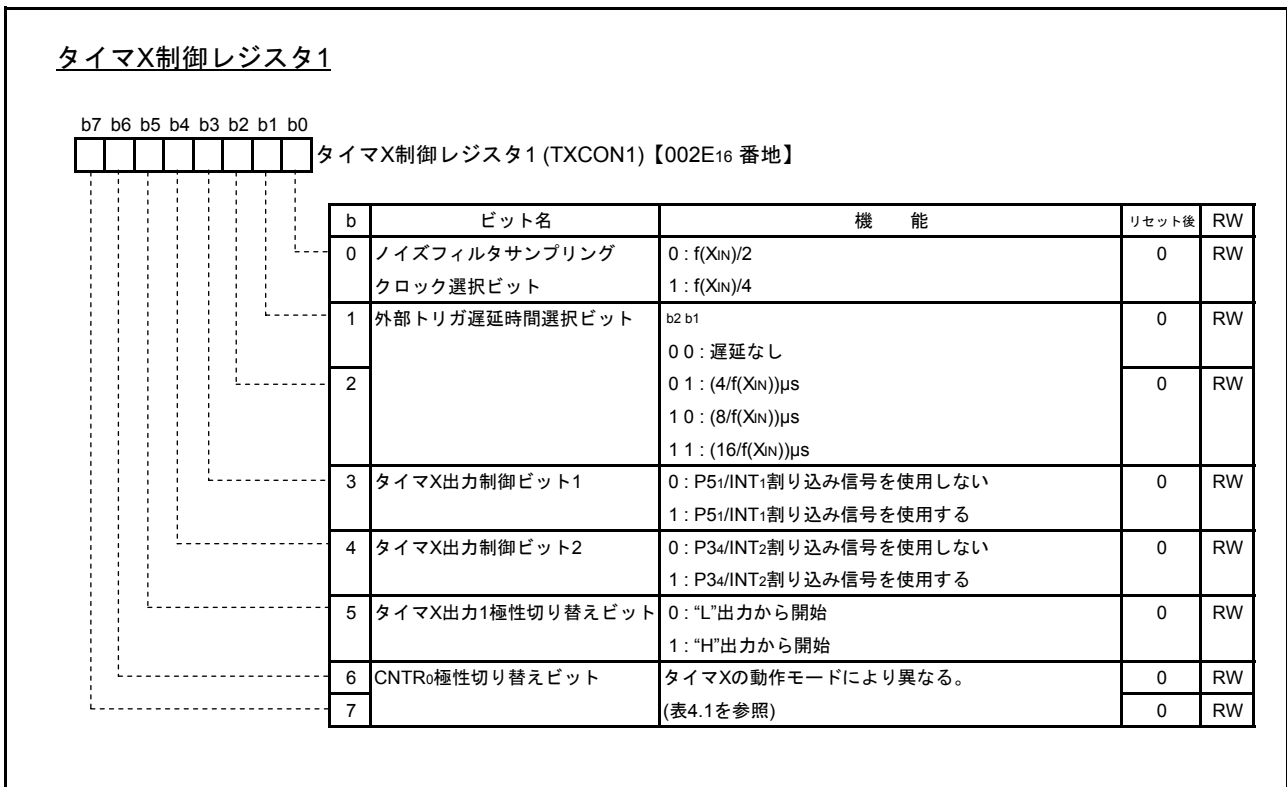 タイマX制御レジスタ1
b7 b6 b5 b4 b3 b2 b1 b0
タイマX制御レジスタ1 (TXCON1)【002E16 番地】
b ビット名 機 能 リセット後 RW
0 ノイズフィルタサンプリング 0 : f(XIN)/2 0 RW
クロック選択ビット 1 : f(XIN)/4
1 外部トリガ遅延時間選択ビット b2 b1 0 RW
0 0 : 遅延なし
2 0 1 : (4/f(XIN))μs 0 RW
1 0 : (8/f(XIN))μs
1 1 : (16/f(XIN))μs
3 タイマX出力制御ビット1 0 : P51/INT1割り込み信号を使用しない 0 RW
1 : P51/INT1割り込み信号を使用する
4 タイマX出力制御ビット2 0 : P34/INT2割り込み信号を使用しない 0 RW
1 : P34/INT2割り込み信号を使用する
5 タイマX出力1極性切り替えビット 0 : “L”出力から開始 0 RW
1 : “H”出力から開始
6 CNTR0極性切り替えビット タイマXの動作モードにより異なる。 0 RW
7 (表4.1を参照) 0 RW